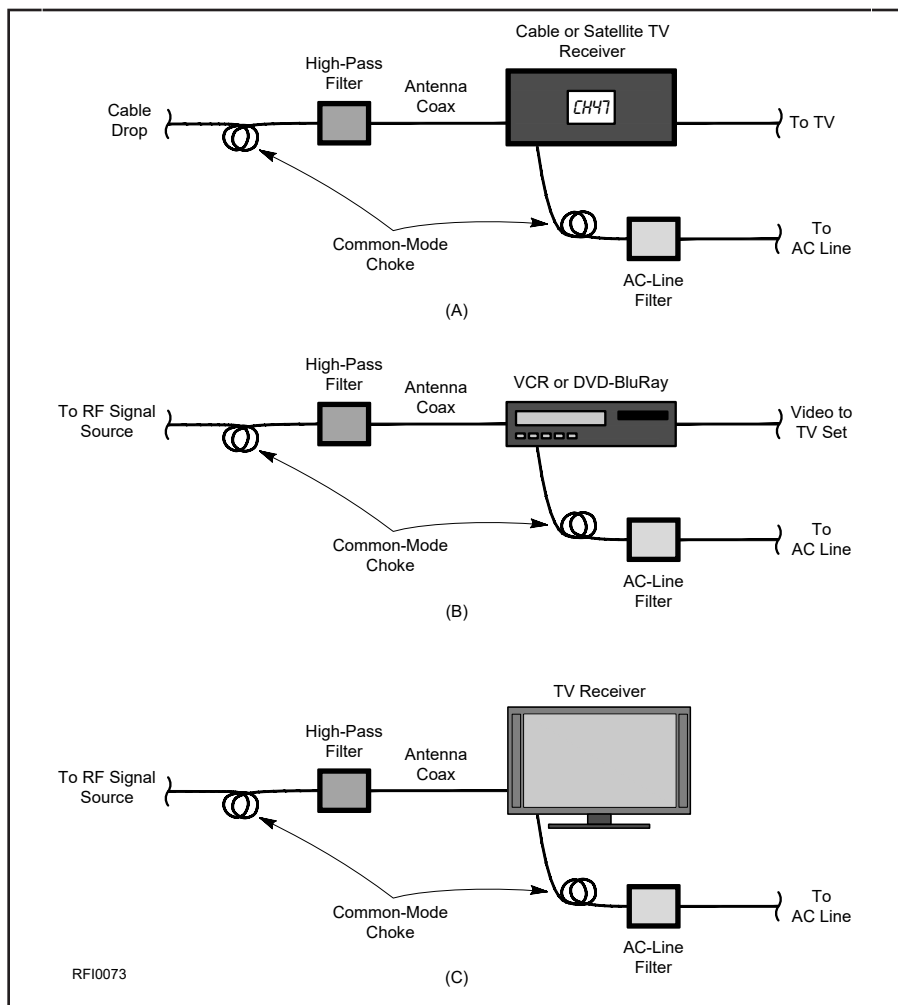 Cable or Satellite TV
Receiver
High-Pass
Filter
Antenna
Coax
Cable
Drop
CH47
To TV
Common-Mode
Choke
To
AC Line
AC-Line
Filter
(A)
High-Pass
Filter
Antenna
Coax
VCR or DVD-BluRay
To RF Signal
Source
Video to
TV Set
Common-Mode
Choke
To
AC Line
AC-Line
Filter
(B)
TV Receiver
High-Pass
Filter
Antenna
Coax
To RF Signal
Source
Common-Mode
Choke
To
AC Line
AC-Line
Filter
RFI0073
(C)